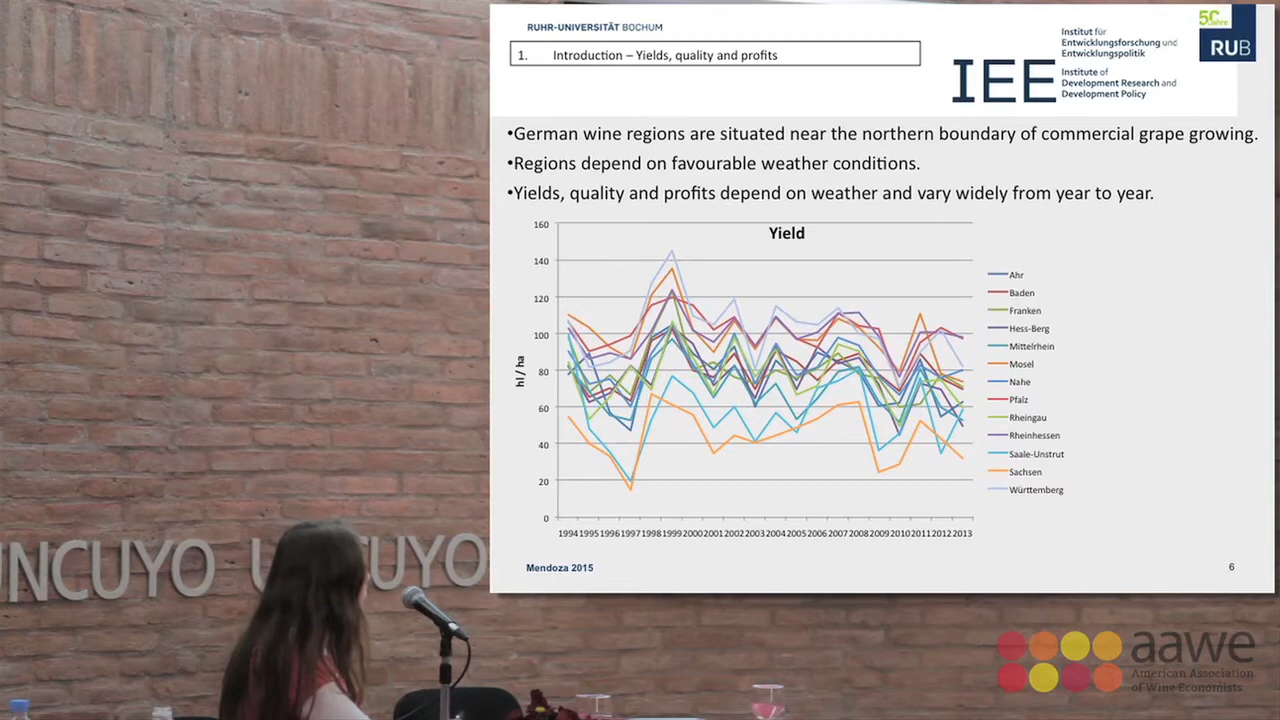 RUHR-UNIVERSITÄT BOCHUM
1. Introduction – Yields, quality and profits
IEE
Institut für
Entwicklungsforschung und
Entwicklungspolitik
Institute of
Development Research and
Development Policy
50 Jahre
RUB
•German wine regions are situated near the northern boundary of commercial grape growing.
•Regions depend on favourable weather conditions.
•Yields, quality and profits depend on weather and vary widely from year to year.
Yield
hl / ha
160
140
120
100
80
60
40
20
0
1994 1995 1996 1997 1998 1999 2000 2001 2002 2003 2004 2005 2006 2007 2008 2009 2010 2011 2012 2013
Ahr
Baden
Franken
Hess-Berg
Mittelrhein
Mosel
Nahe
Pfalz
Rheingau
Rheinhessen
Saale-Unstrut
Sachsen
Württemberg
Mendoza 2015
6
UNCUYO UNCUYO
aawe
American Association
of Wine Economists